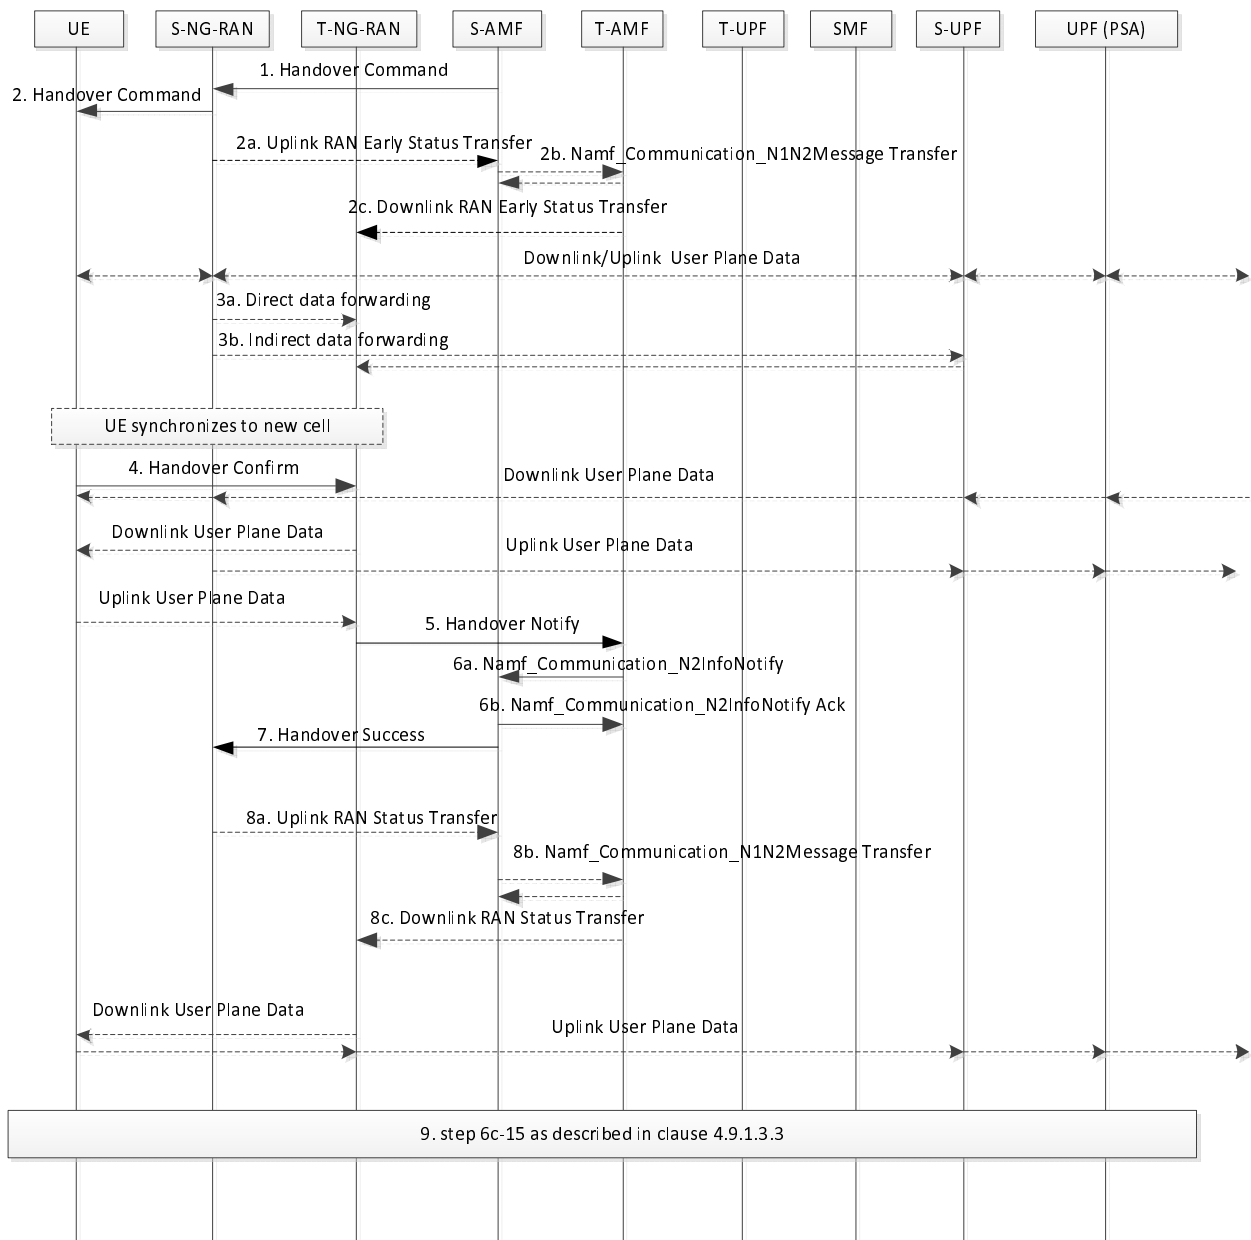 UE
S-NG-RAN
T-NG-RAN
S-AMF
T-AMF
T-UPF
SMF
S-UPF
UPF (PSA)
1. Handover Command
2. Handover Command
2a. Uplink RAN Early Status Transfer
2b. Namf_Communication_N1N2Message Transfer
2c. Downlink RAN Early Status Transfer
Downlink/Uplink User Plane Data
3a. Direct data forwarding
3b. Indirect data forwarding
UE synchronizes to new cell
4. Handover Confirm
Downlink User Plane Data
Downlink User Plane Data
Uplink User Plane Data
Uplink User Plane Data
5. Handover Notify
6a. Namf_Communication_N2InfoNotify
6b. Namf_Communication_N2InfoNotify Ack
7. Handover Success
8a. Uplink RAN Status Transfer
8b. Namf_Communication_N1N2Message Transfer
8c. Downlink RAN Status Transfer
Downlink User Plane Data
Uplink User Plane Data
9. step 6c-15 as described in clause 4.9.1.3.3